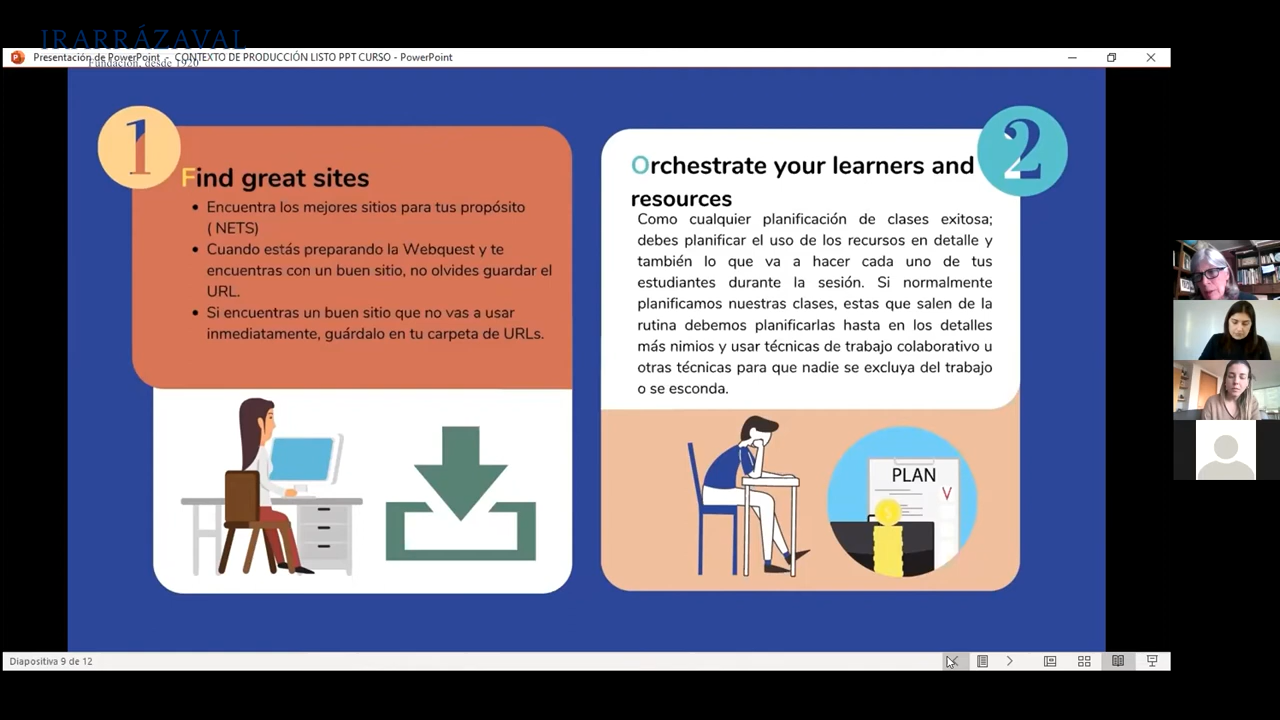 IRARRÁZAVAL
Fundación, desde 1920
Presentación de PowerPoint - CONTEXTO DE PRODUCCIÓN LISTO PPT CURSO - PowerPoint
1
Find great sites
• Encuentra los mejores sitios para tus propósito
( NETS)
• Cuando estás preparando la Webquest y te
encuentras con un buen sitio, no olvides guardar el
URL.
• Si encuentras un buen sitio que no vas a usar
inmediatamente, guárdalo en tu carpeta de URLs.
2
Orchestrate your learners and
resources
Como cualquier planificación de clases exitosa;
debes planificar el uso de los recursos en detalle y
también lo que va a hacer cada uno de tus
estudiantes durante la sesión. Si normalmente
planificamos nuestras clases, estas que salen de la
rutina debemos planificarlas hasta en los detalles
más nimios y usar técnicas de trabajo colaborativo u
otras técnicas para que nadie se excluya del trabajo
o se esconda.
PLAN
V
$
Diapositiva 9 de 12